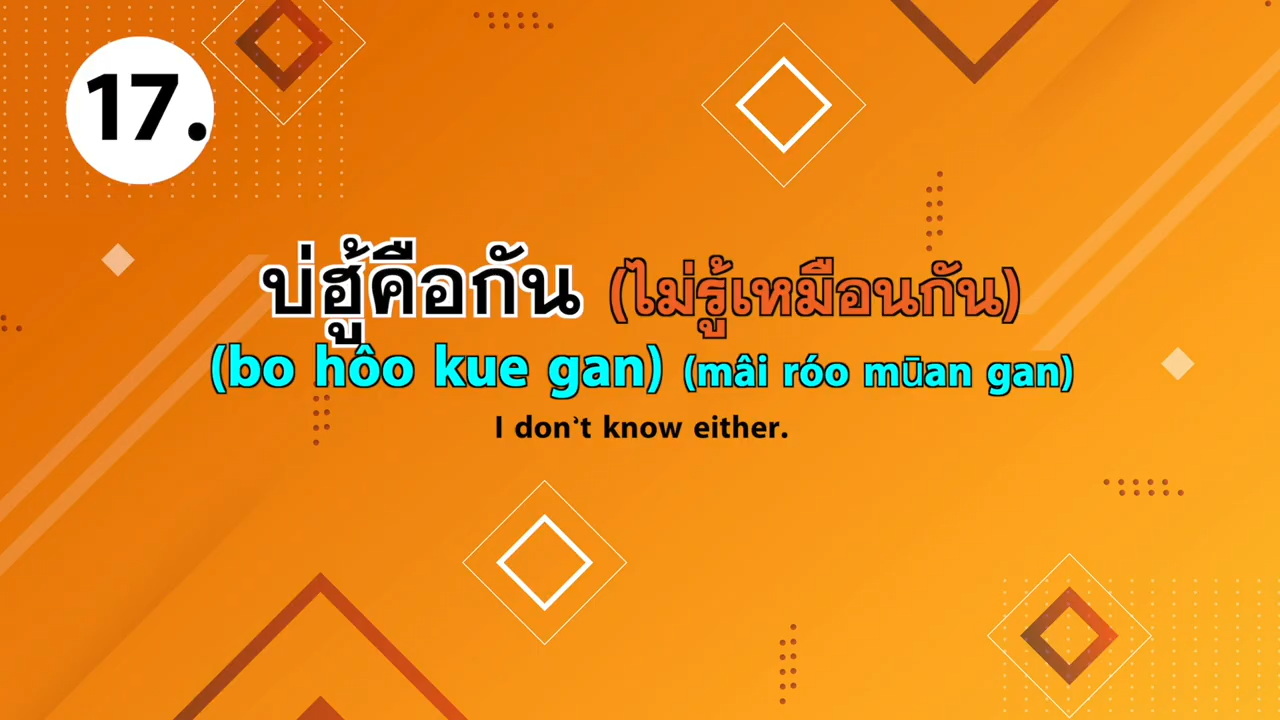 17.
บ่ฮู้คือกัน (ไม่รู้เหมือนกัน)
(bo hôo kue gan) (mâi róo mūan gan)
I don't know either.